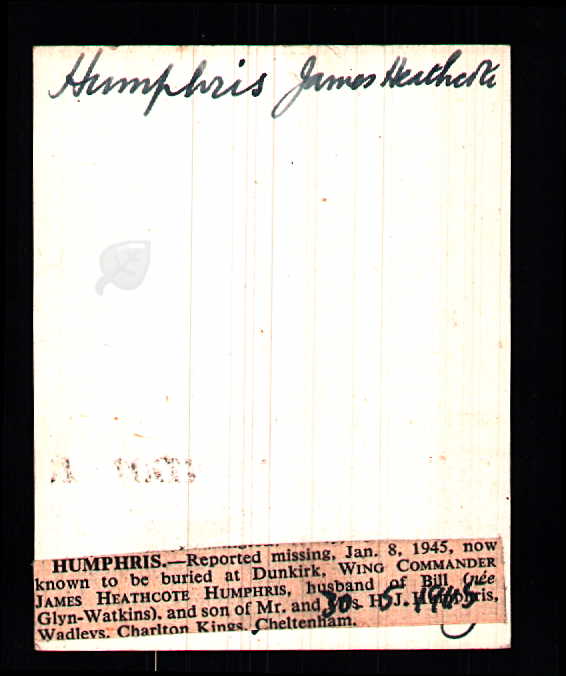 Humphris James Heathcote
HUMPHRIS.—Reported missing, Jan. 8, 1945, now
known to be buried at Dunkirk, WING COMMANDER
JAMES HEATHCOTE HUMPHRIS, husband of Bill (née
Glyn-Watkins), and son of Mr. and Mrs. H. J. Humphris,
Wadleys, Charlton Kings, Cheltenham.
30 5. 1945